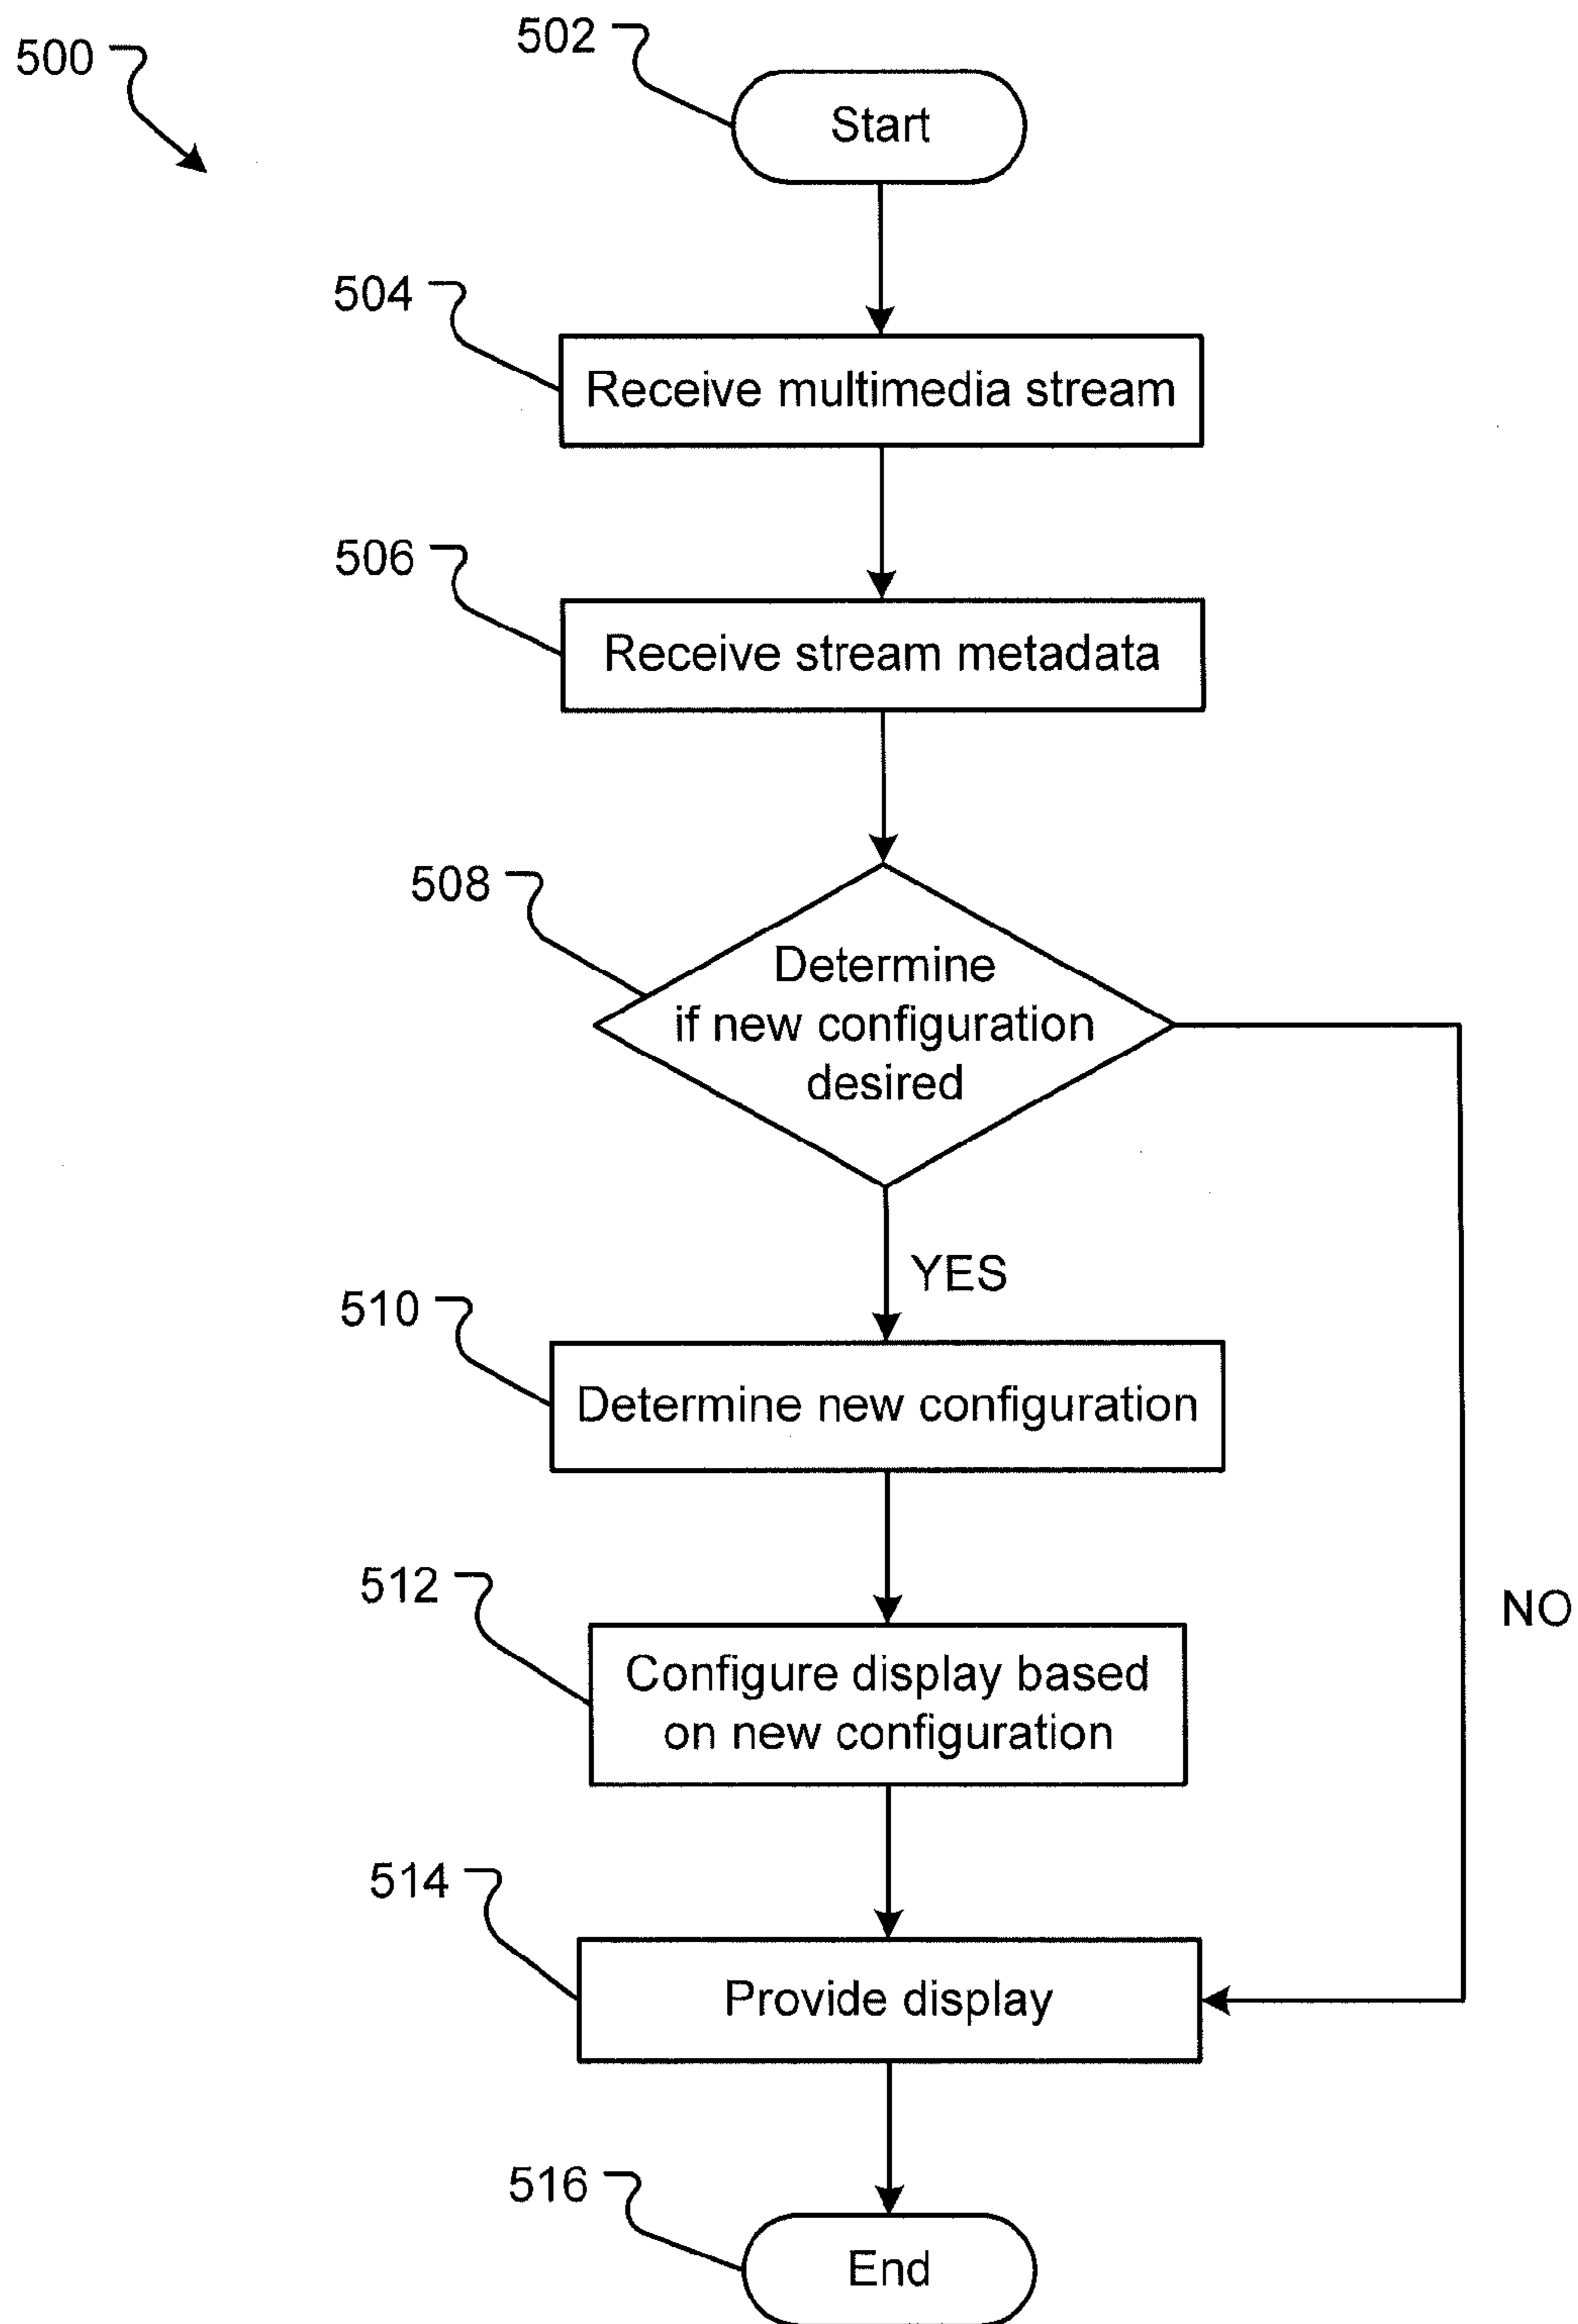 500
502
Start
504
Receive multimedia stream
506
Receive stream metadata
508
Determine
if new configuration
desired
YES
510
Determine new configuration
512
Configure display based
on new configuration
NO
514
Provide display
516
End